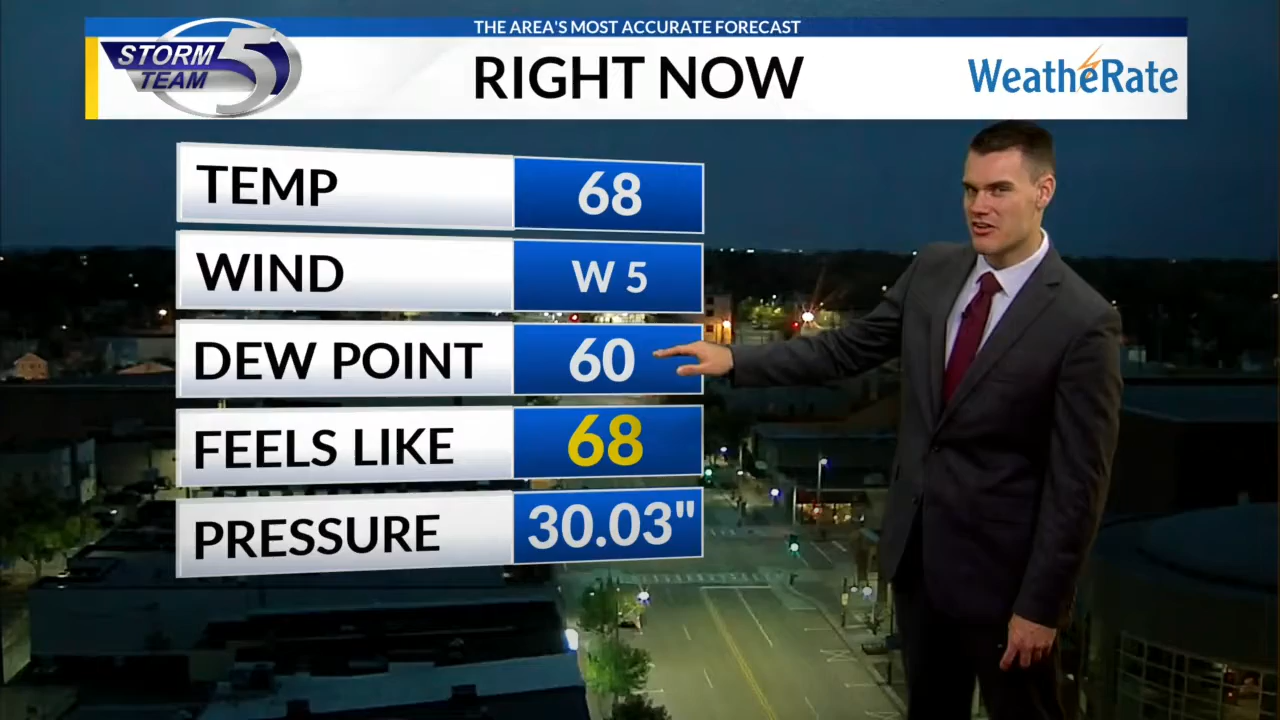 THE AREA'S MOST ACCURATE FORECAST
STORM TEAM 5
RIGHT NOW
WeatheRate
TEMP 68
WIND W 5
DEW POINT 60
FEELS LIKE 68
PRESSURE 30.03"